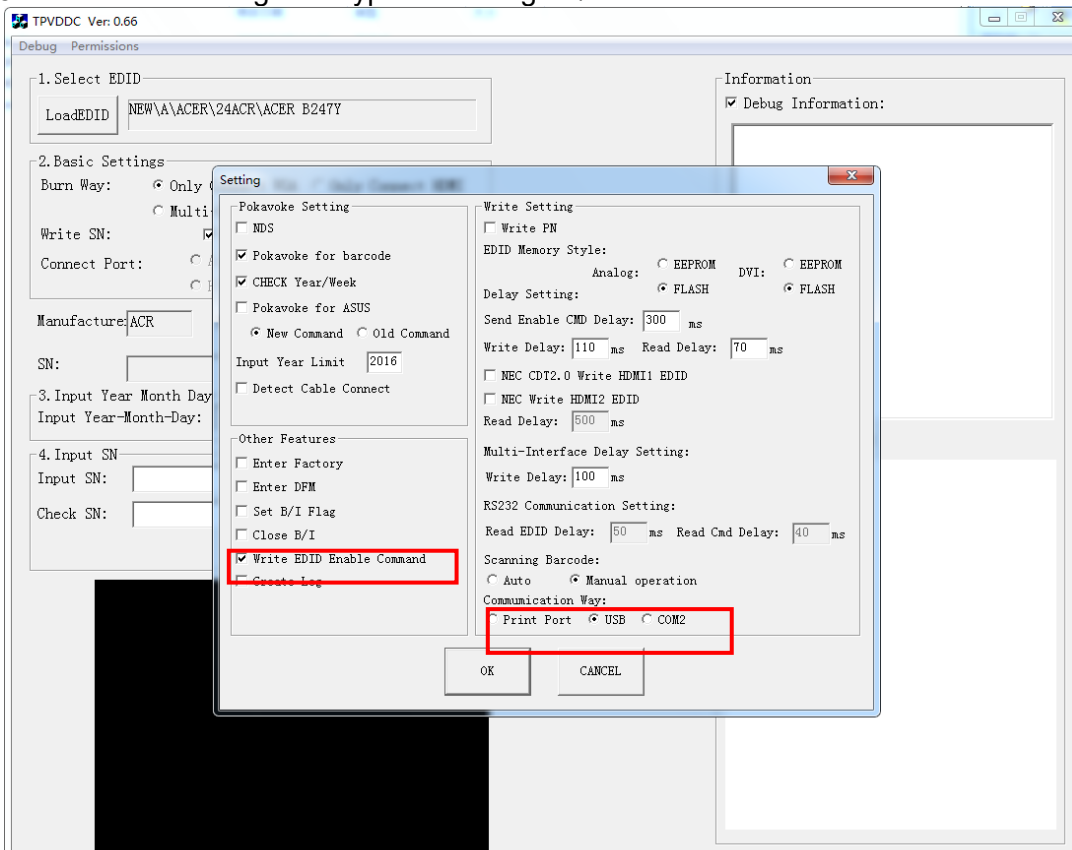 TPVDDC Ver: 0.66
Debug Permissions
1. Select EDID
LoadEDID NEW\A\ACER\24ACR\ACER B247Y
2. Basic Settings
Burn Way: Only
Multi
Write SN:
Connect Port:
Manufacture: ACR
SN:
3. Input Year Month Day
Input Year-Month-Day:
4. Input SN
Input SN:
Check SN:
Information
Debug Information:
Setting
Pokavoke Setting
NDS
Pokavoke for barcode
CHECK Year/Week
Pokavoke for ASUS
New Command Old Command
Input Year Limit 2016
Detect Cable Connect
Other Features
Enter Factory
Enter DFM
Set B/I Flag
Close B/I
Write EDID Enable Command
Create Log
Write Setting
Write PN
EDID Memory Style:
Analog: EEPROM DVI: EEPROM
FLASH FLASH
Delay Setting:
Send Enable CMD Delay: 300 ms
Write Delay: 110 ms Read Delay: 70 ms
NEC CDT2.0 Write HDMI1 EDID
NEC Write HDMI2 EDID
Read Delay: 500 ms
Multi-Interface Delay Setting:
Write Delay: 100 ms
RS232 Communication Setting:
Read EDID Delay: 50 ms Read Cmd Delay: 40 ms
Scanning Barcode:
Auto Manual operation
Communication Way:
Print Port USB COM2
OK CANCEL